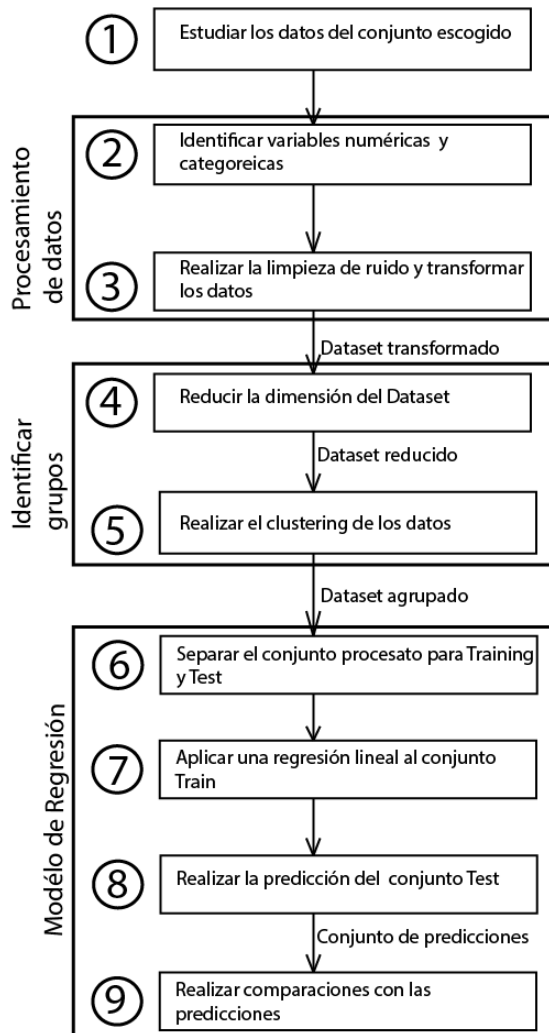 1
Estudiar los datos del conjunto escogido
Procesamiento
de datos
2
Identificar variables numéricas y
categoreicas
3
Realizar la limpieza de ruido y transformar
los datos
Dataset transformado
Identificar
grupos
4
Reducir la dimensión del Dataset
Dataset reducido
5
Realizar el clustering de los datos
Dataset agrupado
Modélo de Regresión
6
Separar el conjunto procesato para Training
y Test
7
Aplicar una regresión lineal al conjunto
Train
8
Realizar la predicción del conjunto Test
Conjunto de predicciones
9
Realizar comparaciones con las
predicciones